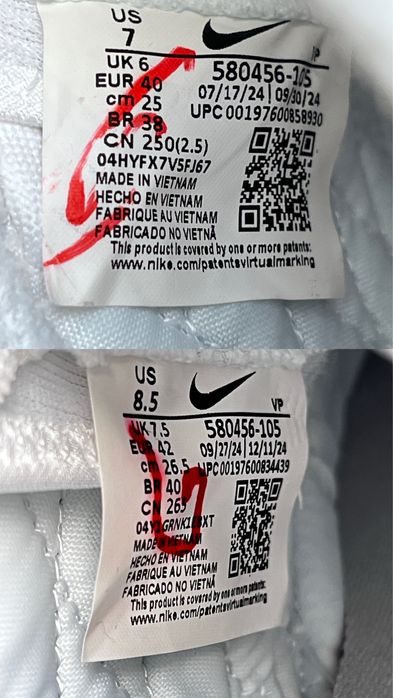 US
7
VP
UK 6
EUR 40
cm 25
BR 38
CN 250(2.5)
580456-105
07/17/24 | 09/30/24
UPC 00197600858930
04HYFX7V5FJ67
MADE IN VIETNAM
HECHO EN VIETNAM
FABRIQUE AU VIETNAM
FABRICADO NO VIETNÃ
This product is covered by one or more patents:
www.nike.com/patentsvirtualmarking
US
8.5
VP
UK 7.5
EUR 42
cm 26.5
BR 40
CN 265
580456-105
09/27/24 | 12/11/24
UPC 00197600834439
MADE IN VIETNAM
HECHO EN VIETNAM
FABRIQUE AU VIETNAM
FABRICADO NO VIETNÃ
This product is covered by one or more patents:
www.nike.com/patentsvirtualmarking